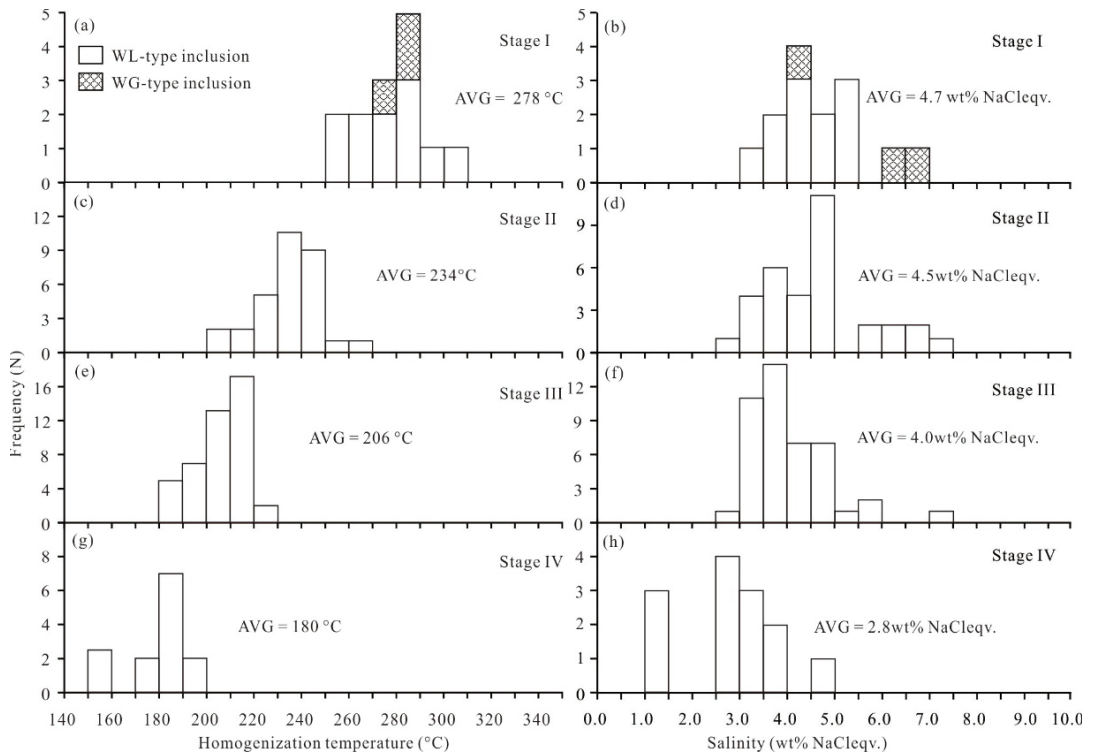 (a)
WL-type inclusion
WG-type inclusion
Stage I
AVG = 278 °C
5
4
3
2
1
0
(b)
Stage I
AVG = 4.7 wt% NaCleqv.
5
4
3
2
1
0
(c)
Stage II
AVG = 234°C
12
9
6
3
0
(d)
Stage II
AVG = 4.5wt% NaCleqv.
9
6
3
0
(e)
Stage III
AVG = 206 °C
16
12
8
4
0
(f)
Stage III
AVG = 4.0wt% NaCleqv.
12
9
6
3
0
(g)
Stage IV
AVG = 180 °C
8
6
4
2
0
(h)
Stage IV
AVG = 2.8wt% NaCleqv.
4
3
2
1
0
Frequency (N)
140 180 200 220 240 260 280 300 320 340
Homogenization temperature (°C)
0.0 1.0 2.0 3.0 4.0 5.0 6.0 7.0 8.0 9.0 10.0
Salinity (wt% NaCleqv.)